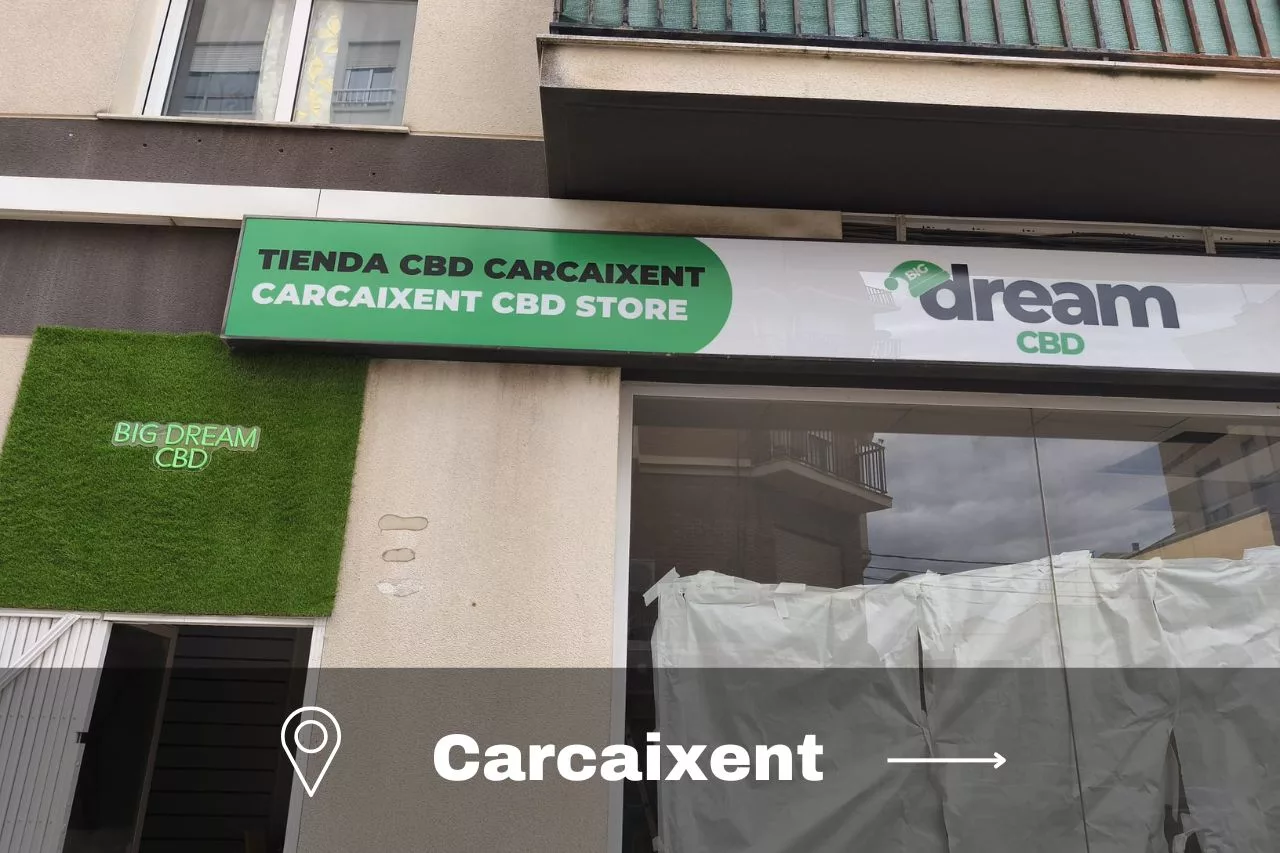 TIENDA CBD CARCAIXENT
CARCAIXENT CBD STORE
BIG
dream
CBD
BIG DREAM
CBD
Carcaixent